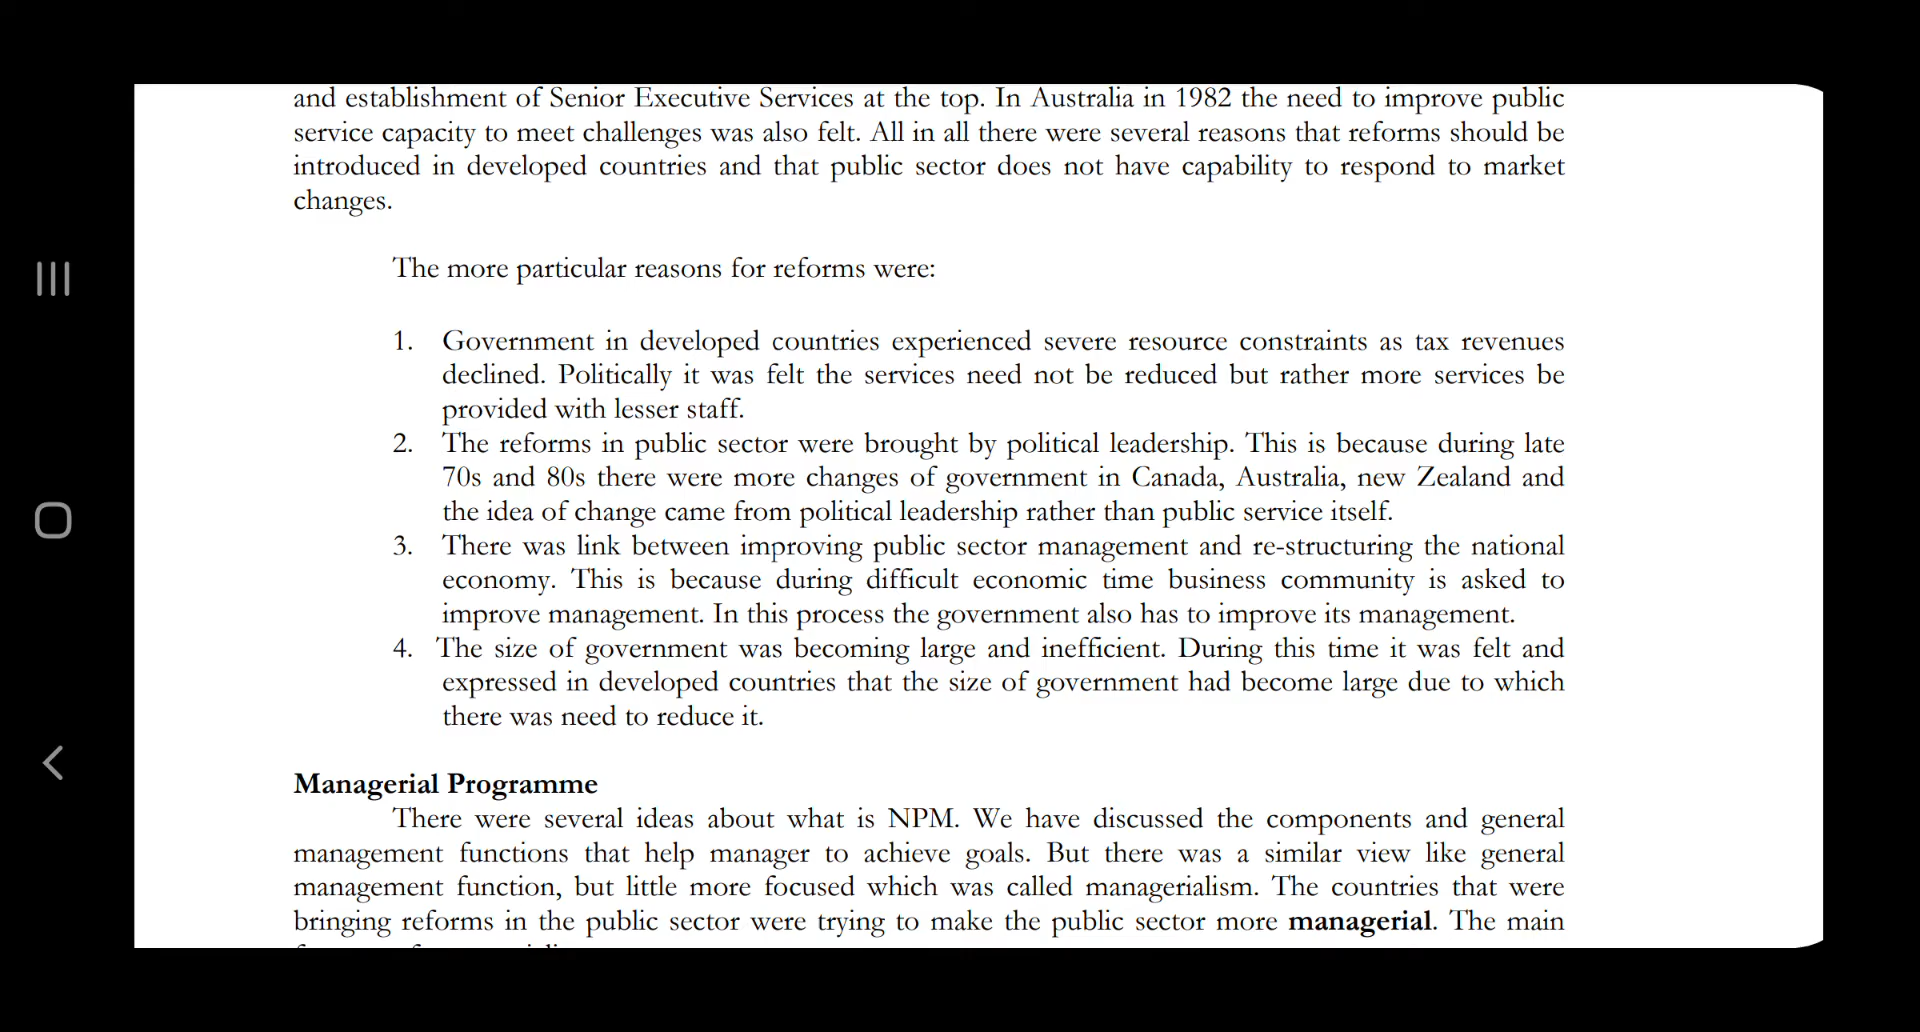 and establishment of Senior Executive Services at the top. In Australia in 1982 the need to improve public
service capacity to meet challenges was also felt. All in all there were several reasons that reforms should be
introduced in developed countries and that public sector does not have capability to respond to market
changes.
The more particular reasons for reforms were:
1. Government in developed countries experienced severe resource constraints as tax revenues
declined. Politically it was felt the services need not be reduced but rather more services be
provided with lesser staff.
2. The reforms in public sector were brought by political leadership. This is because during late
70s and 80s there were more changes of government in Canada, Australia, new Zealand and
the idea of change came from political leadership rather than public service itself.
3. There was link between improving public sector management and re-structuring the national
economy. This is because during difficult economic time business community is asked to
improve management. In this process the government also has to improve its management.
4. The size of government was becoming large and inefficient. During this time it was felt and
expressed in developed countries that the size of government had become large due to which
there was need to reduce it.
Managerial Programme
There were several ideas about what is NPM. We have discussed the components and general
management functions that help manager to achieve goals. But there was a similar view like general
management function, but little more focused which was called managerialism. The countries that were
bringing reforms in the public sector were trying to make the public sector more managerial. The main